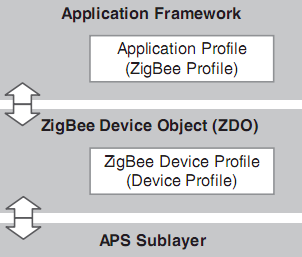 Application Framework
Application Profile
(ZigBee Profile)
ZigBee Device Object (ZDO)
ZigBee Device Profile
(Device Profile)
APS Sublayer